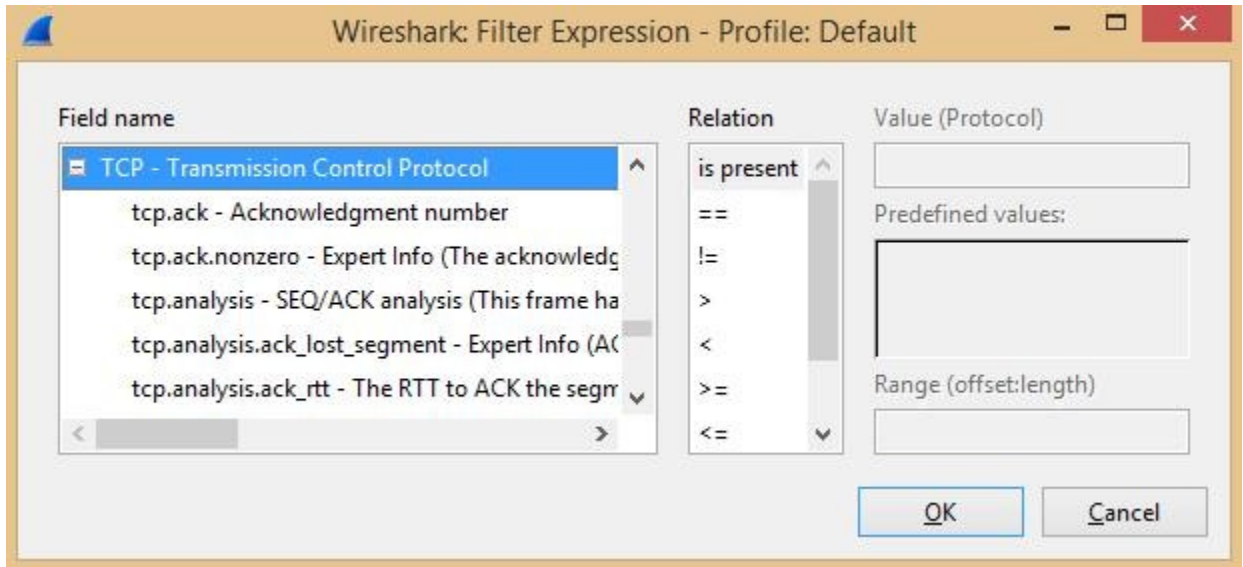 Wireshark: Filter Expression - Profile: Default
Field name
TCP - Transmission Control Protocol
tcp.ack - Acknowledgment number
tcp.ack.nonzero - Expert Info (The acknowledg
tcp.analysis - SEQ/ACK analysis (This frame ha
tcp.analysis.ack_lost_segment - Expert Info (AC
tcp.analysis.ack_rtt - The RTT to ACK the segm
Relation
is present
==
!=
>
<
>=
<=
Value (Protocol)
Predefined values:
Range (offset:length)
OK
Cancel